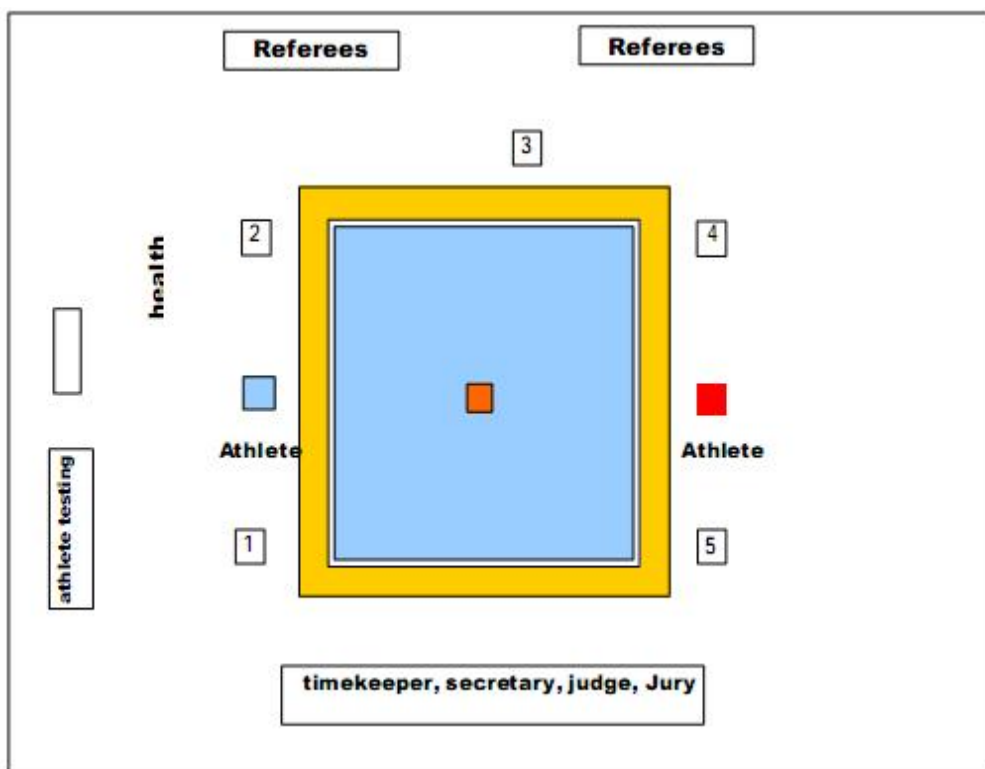 Referees
Referees
3
2
4
health
Athlete
Athlete
athlete testing
1
5
timekeeper, secretary, judge, Jury